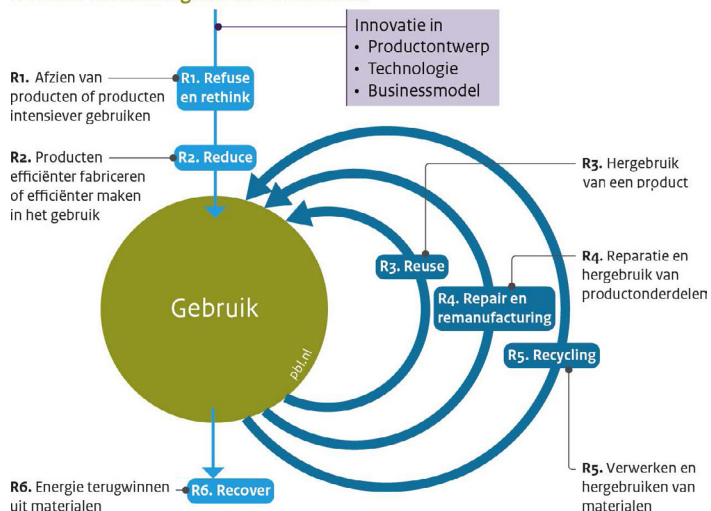 Innovatie in
• Productontwerp
• Technologie
• Businessmodel
R1. Afzien van
producten of producten
intensiever gebruiken
R1. Refuse
en rethink
R2. Producten
efficiënter fabriceren
of efficiënter maken
in het gebruik
R2. Reduce
R3. Hergebruik
van een product
R3. Reuse
R4. Reparatie en
hergebruik van
productonderdelen
R4. Repair en
remanufacturing
Gebruik
pbl.nl
R5. Recycling
R5. Verwerken en
hergebruiken van
materialen
R6. Energie terugwinnen
uit materialen
R6. Recover